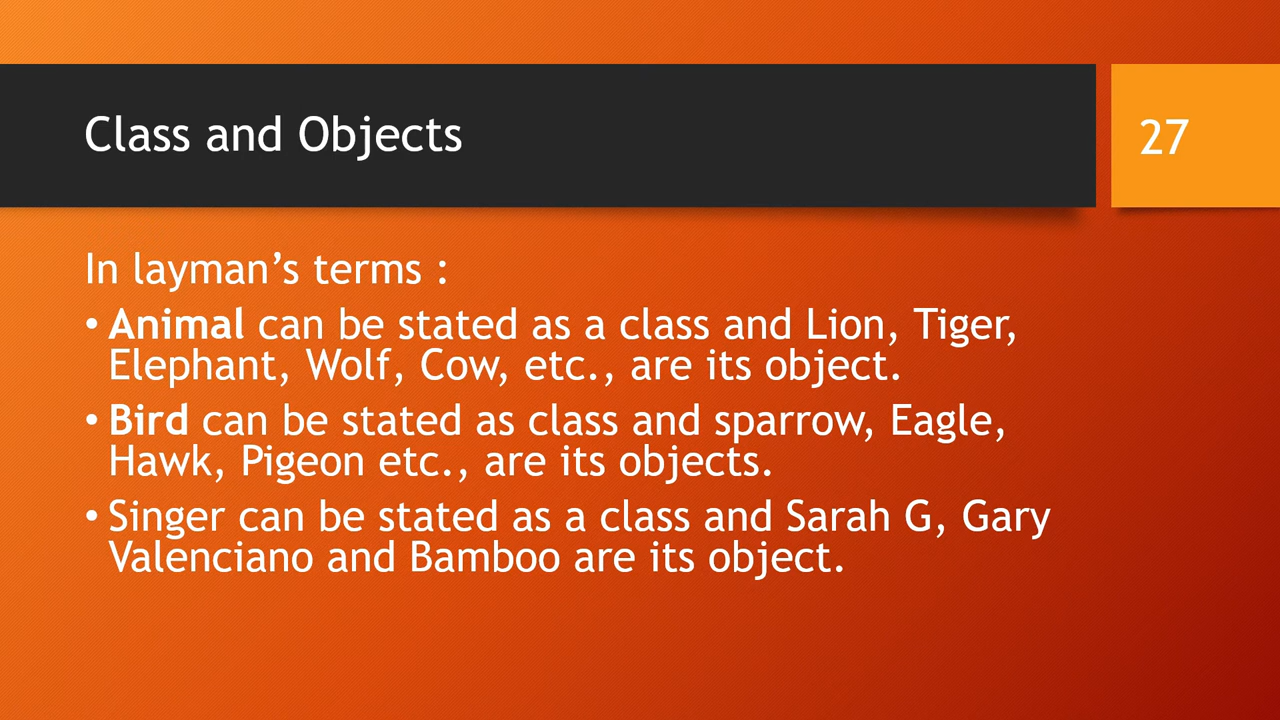 Class and Objects
27
In layman’s terms :
• Animal can be stated as a class and Lion, Tiger,
Elephant, Wolf, Cow, etc., are its object.
• Bird can be stated as class and sparrow, Eagle,
Hawk, Pigeon etc., are its objects.
• Singer can be stated as a class and Sarah G, Gary
Valenciano and Bamboo are its object.